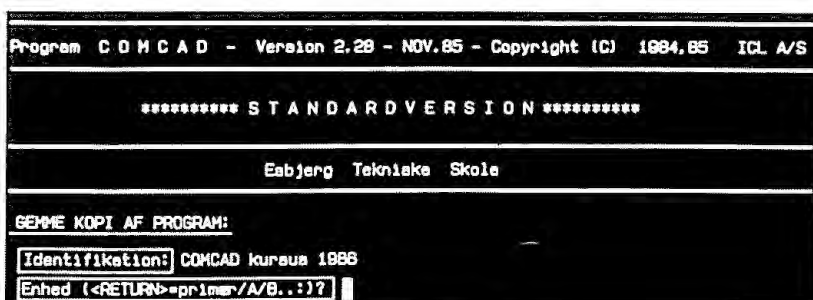 Program C O M C A D - Version 2.28 - NOV.85 - Copyright (C) 1984,85 ICL A/S
********** S T A N D A R D V E R S I O N **********
Esbjerg Tekniske Skole
GEMME KOPI AF PROGRAM:
Identifikation: COMCAD kursus 1986
Enhed (<RETURN>=primær/A/B..:)?